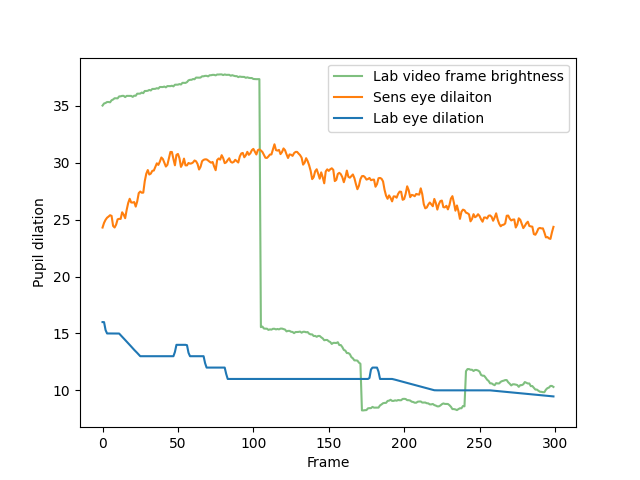 Lab video frame brightness
Sens eye dilaiton
Lab eye dilation
Pupil dilation
35
30
25
20
15
10
0 50 100 150 200 250 300
Frame